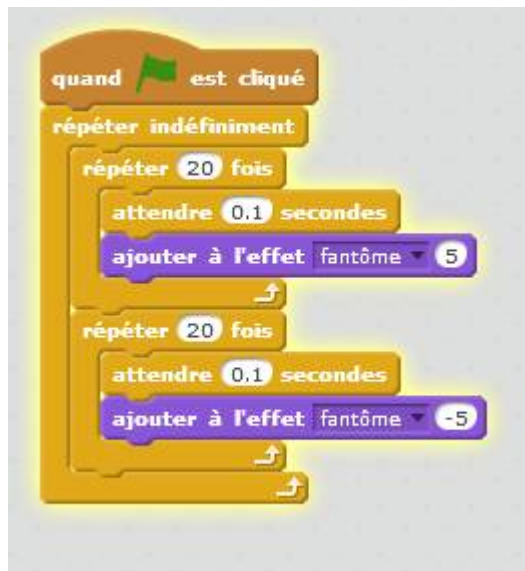 quand est cliqué
répéter indéfiniment
répéter 20 fois
attendre 0.1 secondes
ajouter à l'effet fantôme 5
répéter 20 fois
attendre 0.1 secondes
ajouter à l'effet fantôme -5